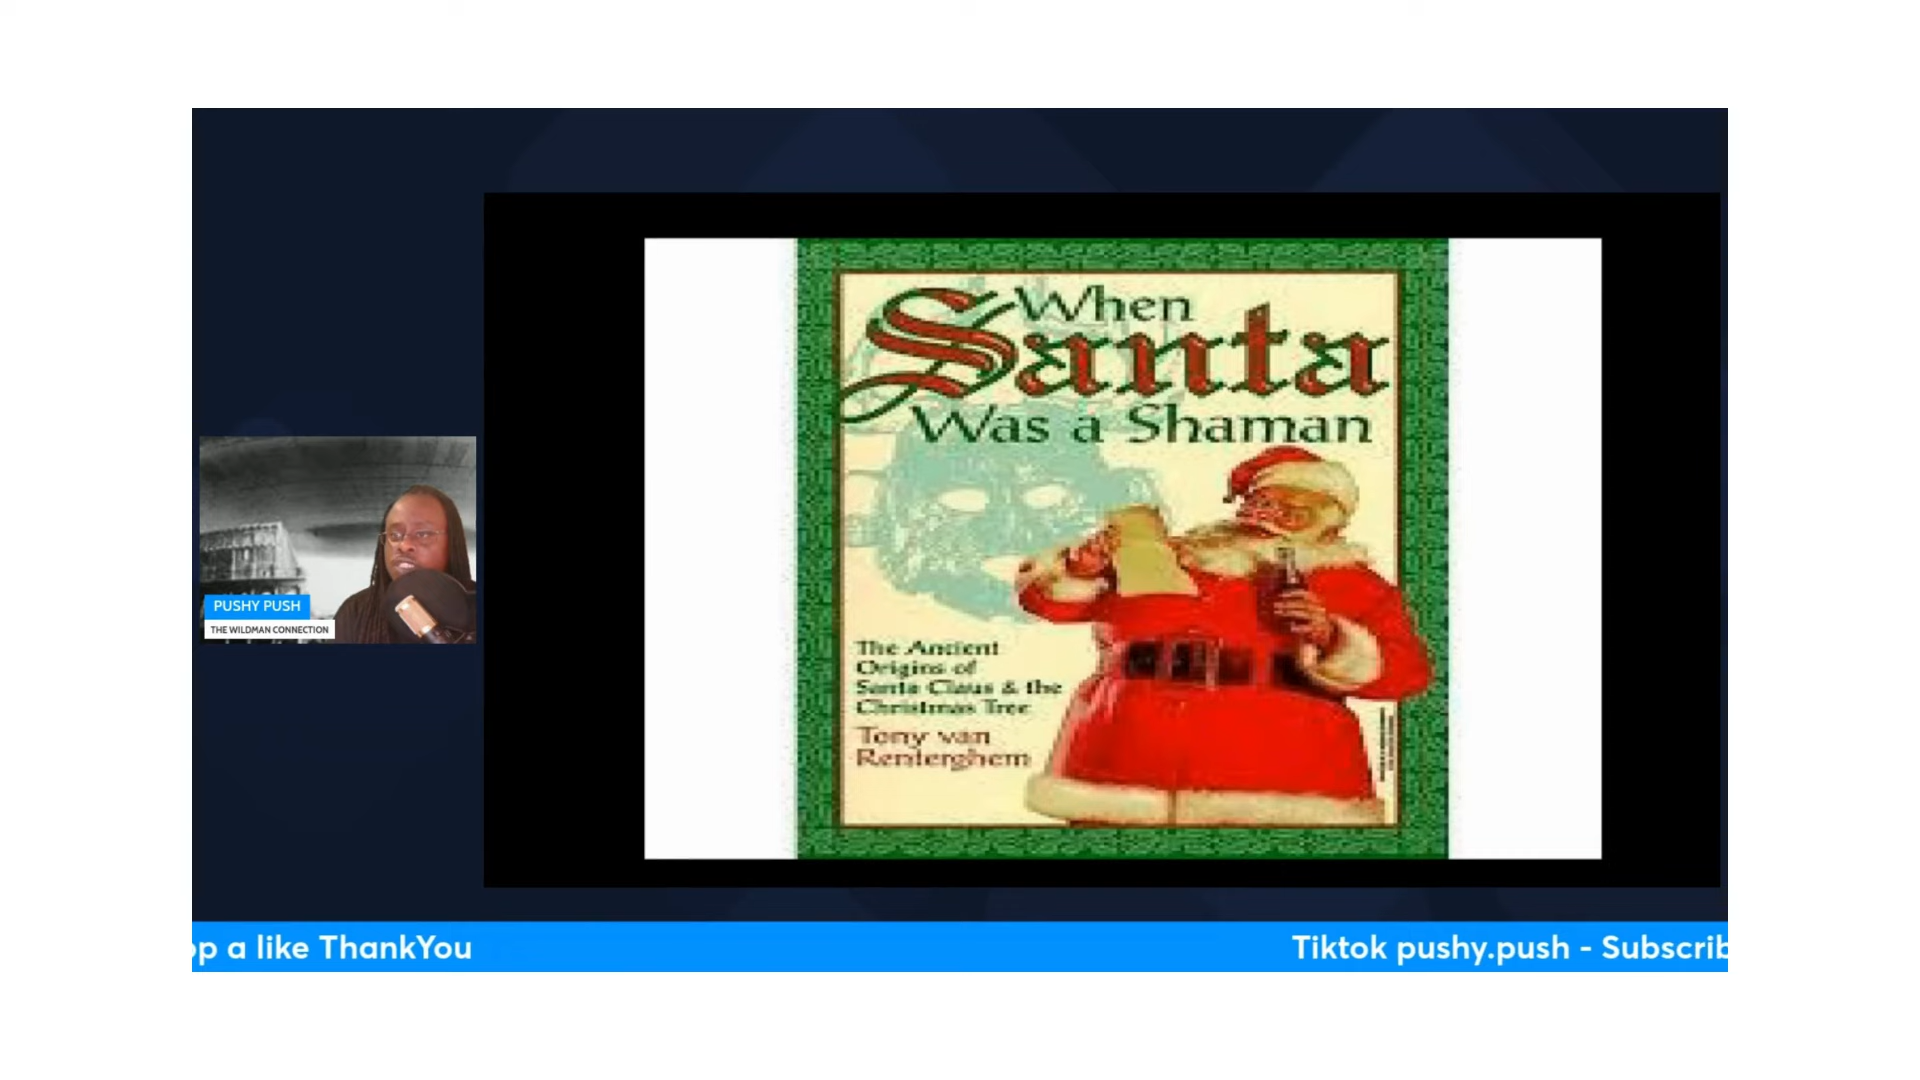 When
Santa
Was a Shaman
The Ancient
Origins of
Santa Claus & the
Christmas Tree
Tony van
Renterghem
PUSHY PUSH
THE WILDMAN CONNECTION
a like ThankYou
Tiktok pushy.push -